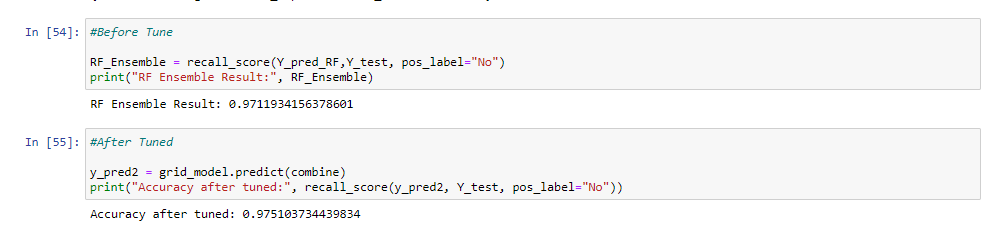 In [54]: #Before Tune
RF_Ensemble = recall_score(Y_pred_RF,Y_test, pos_label="No")
print("RF Ensemble Result:", RF_Ensemble)
RF Ensemble Result: 0.9711934156378601
In [55]: #After Tuned
y_pred2 = grid_model.predict(combine)
print("Accuracy after tuned:", recall_score(y_pred2, Y_test, pos_label="No"))
Accuracy after tuned: 0.975103734439834